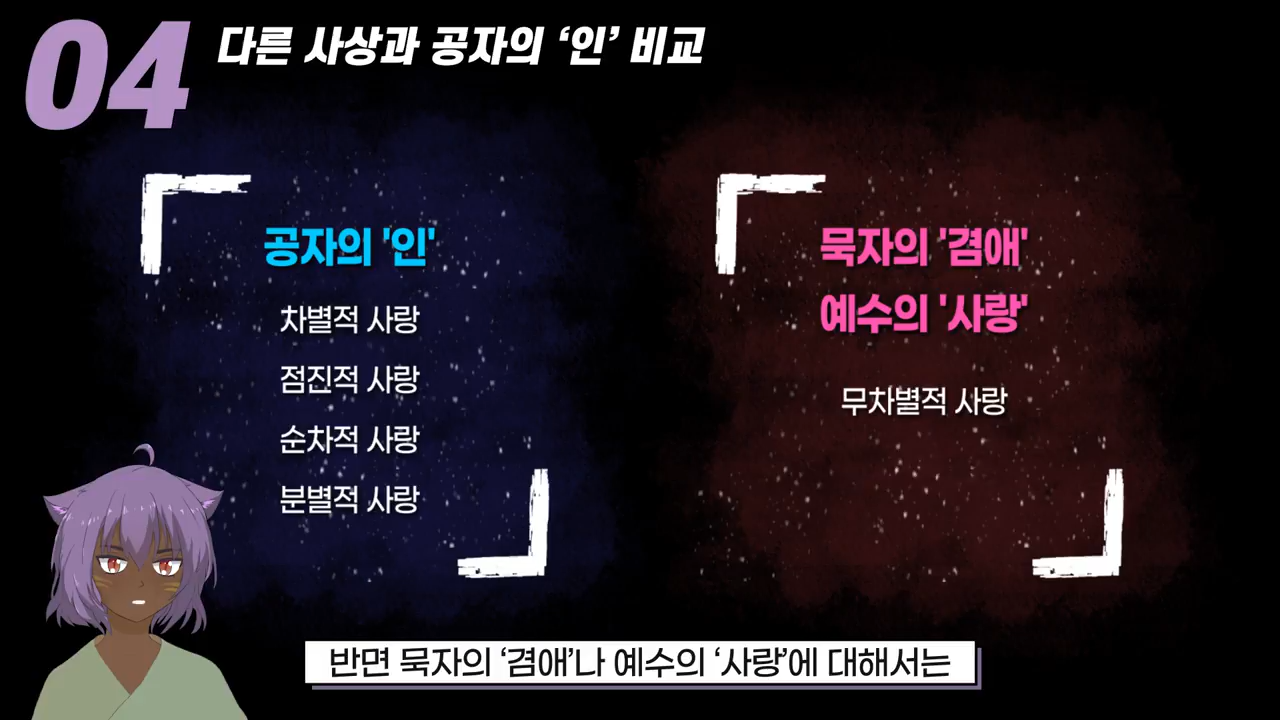 04
다른 사상과 공자의 ‘인’ 비교
공자의 '인'
차별적 사랑
점진적 사랑
순차적 사랑
분별적 사랑
묵자의 '겸애'
예수의 '사랑'
무차별적 사랑
반면 묵자의 ‘겸애’나 예수의 ‘사랑’에 대해서는